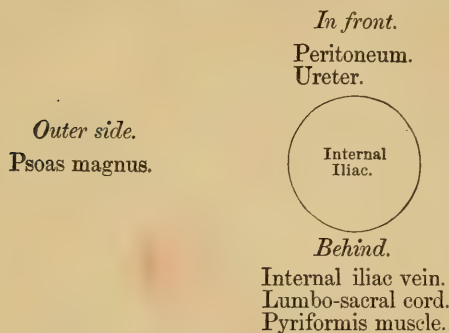 In front.
Peritoneum.
Ureter.
Outer side.
Psoas magnus.
Internal
Iliac.
Behind.
Internal iliac vein.
Lumbo-sacral cord.
Pyriformis muscle.